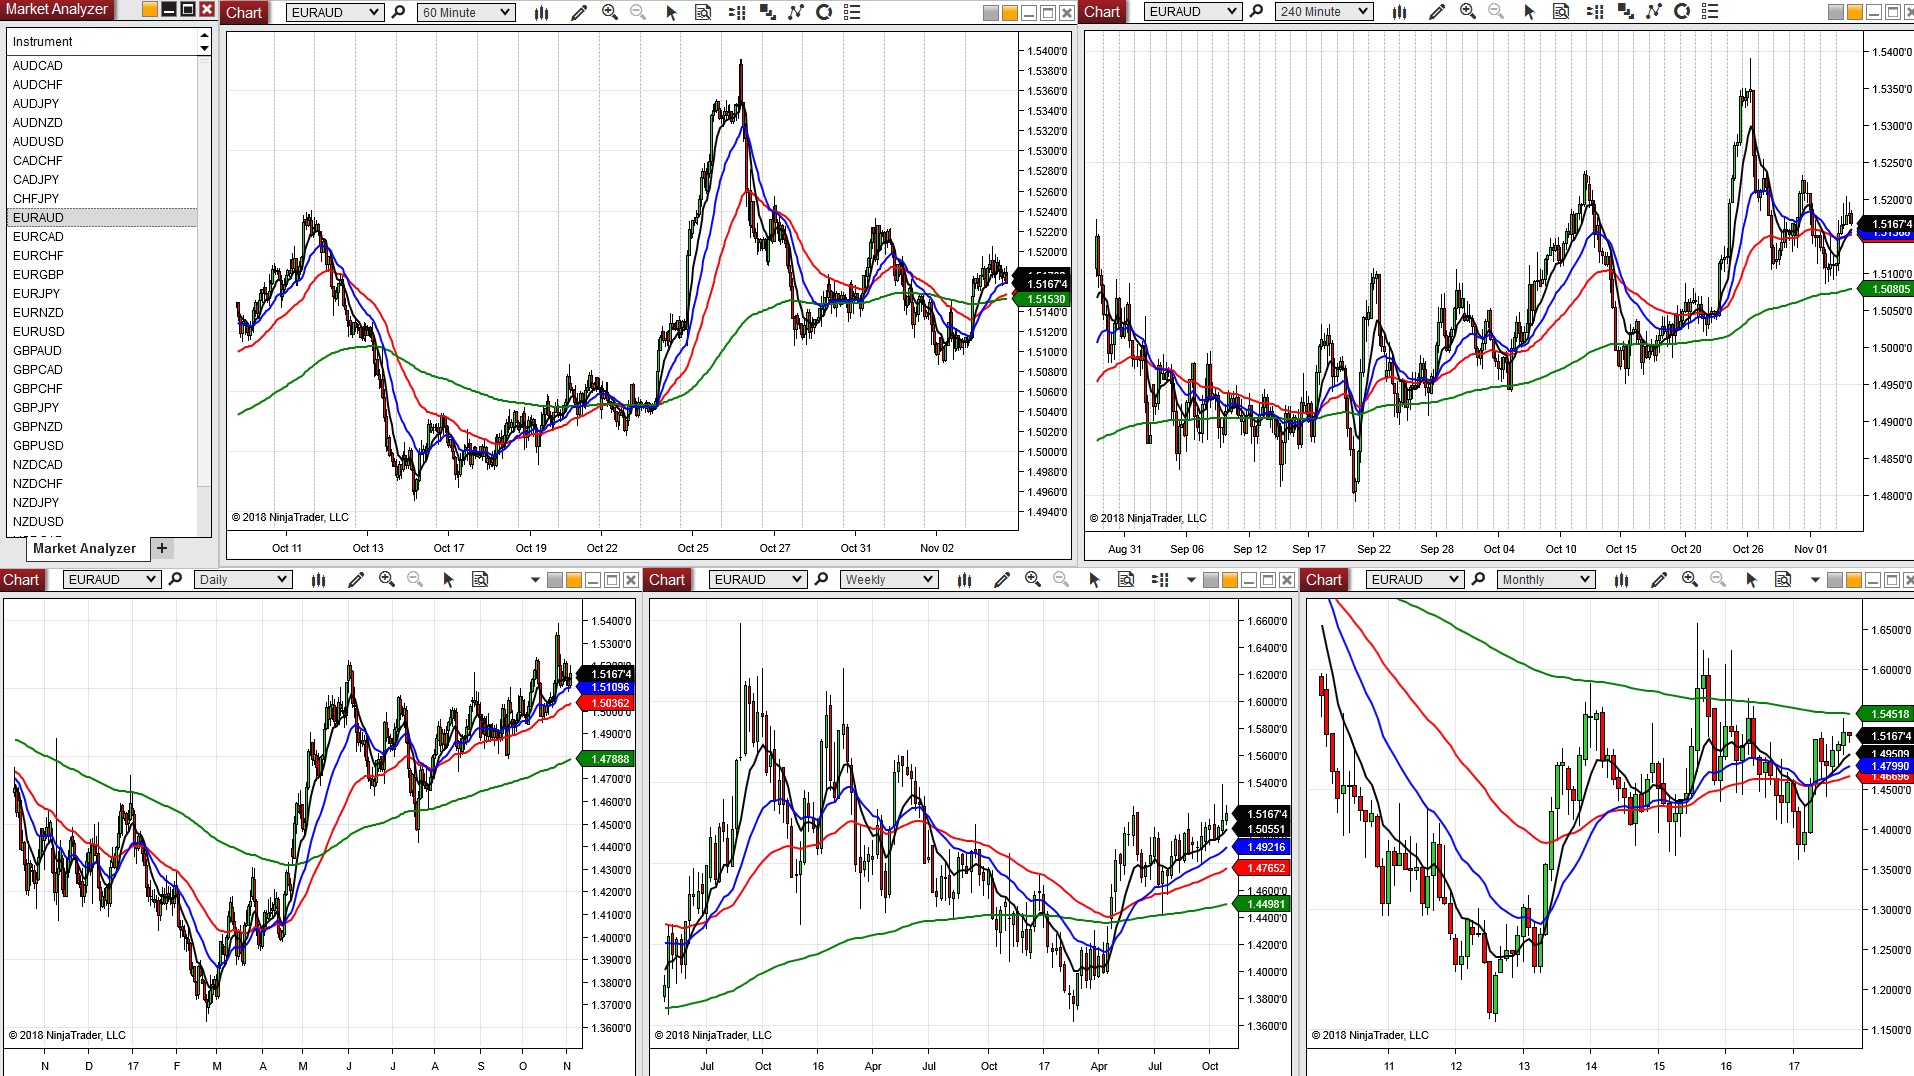 Market Analyzer
Instrument
AUDCAD
AUDCHF
AUDJPY
AUDNZD
AUDUSD
CADCHF
CADJPY
CHFJPY
EURAUD
EURCAD
EURCHF
EURGBP
EURJPY
EURNZD
EURUSD
GBPAUD
GBPCAD
GBPCHF
GBPJPY
GBPNZD
GBPUSD
NZDCAD
NZDCHF
NZDJPY
NZDUSD
Market Analyzer +
Chart EURAUD 60 Minute
1.5400'0
1.5380'0
1.5360'0
1.5340'0
1.5320'0
1.5300'0
1.5280'0
1.5260'0
1.5240'0
1.5220'0
1.5200'0
1.5167'4
1.51530
1.5140'0
1.5120'0
1.5100'0
1.5080'0
1.5060'0
1.5040'0
1.5020'0
1.5000'0
1.4980'0
1.4960'0
1.4940'0
© 2018 NinjaTrader, LLC
Oct 11 Oct 13 Oct 17 Oct 19 Oct 22 Oct 25 Oct 27 Oct 31 Nov 02
Chart EURAUD 240 Minute
1.5400'0
1.5350'0
1.5300'0
1.5250'0
1.5200'0
1.5167'4
1.5100'0
1.50805
1.5050'0
1.5000'0
1.4950'0
1.4900'0
1.4850'0
1.4800'0
© 2018 NinjaTrader, LLC
Aug 31 Sep 06 Sep 12 Sep 17 Sep 22 Sep 28 Oct 04 Oct 10 Oct 15 Oct 20 Oct 26 Nov 01
Chart EURAUD Daily
1.5400'0
1.5300'0
1.5167'4
1.51096
1.50362
1.5000'0
1.4900'0
1.47888
1.4700'0
1.4600'0
1.4500'0
1.4400'0
1.4300'0
1.4200'0
1.4100'0
1.4000'0
1.3900'0
1.3800'0
1.3700'0
1.3600'0
© 2018 NinjaTrader, LLC
N D 17 F M A M J J A S O N
Chart EURAUD Weekly
1.6600'0
1.6400'0
1.6200'0
1.6000'0
1.5800'0
1.5600'0
1.5400'0
1.5167'4
1.50551
1.49216
1.47652
1.4600'0
1.44981
1.4400'0
1.4200'0
1.4000'0
1.3800'0
1.3600'0
© 2018 NinjaTrader, LLC
Jul Oct 16 Apr Jul Oct 17 Apr Jul Oct
Chart EURAUD Monthly
1.6500'0
1.6000'0
1.54518
1.5167'4
1.49509
1.47990
1.46696
1.4500'0
1.4000'0
1.3500'0
1.3000'0
1.2500'0
1.2000'0
1.1500'0
© 2018 NinjaTrader, LLC
11 12 13 14 15 16 17